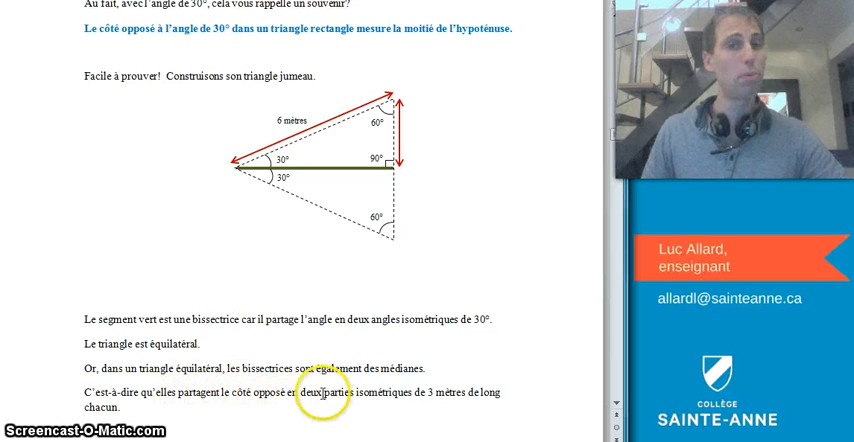 Au fait, avec l'angle de 30°, cela vous rappelle un souvenir?
Le côté opposé à l'angle de 30° dans un triangle rectangle mesure la moitié de l'hypoténuse.
Facile à prouver! Construisons son triangle jumeau.
6 mètres
60°
30°
90°
30°
60°
Le segment vert est une bissectrice car il partage l'angle en deux angles isométriques de 30°.
Le triangle est équilatéral.
Or, dans un triangle équilatéral, les bissectrices sont également des médianes.
C'est-à-dire qu'elles partagent le côté opposé en deux parties isométriques de 3 mètres de long
chacun.
Luc Allard,
enseignant
allardl@sainteanne.ca
COLLÈGE
SAINTE-ANNE
Screencast-O-Matic.com